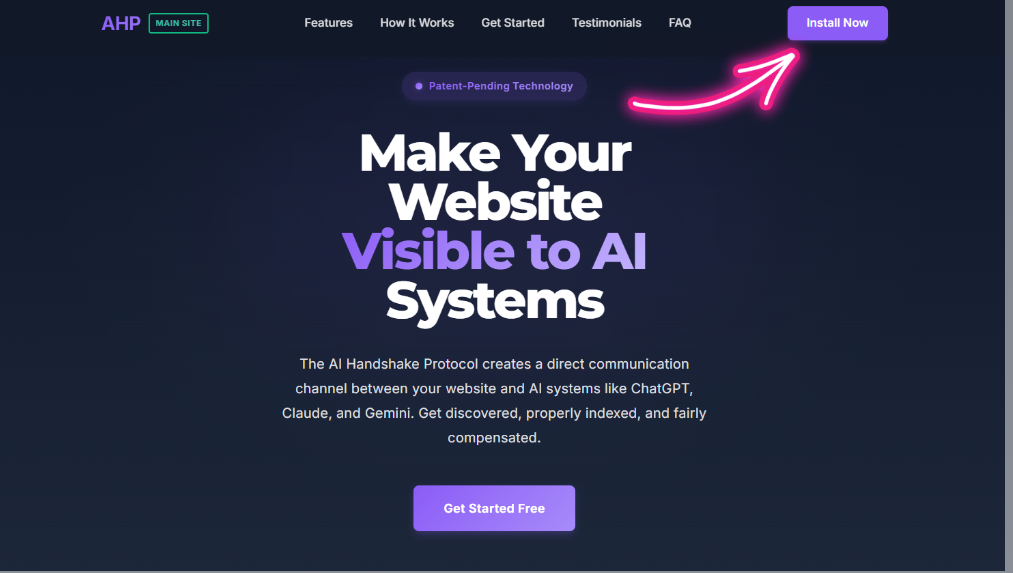 AHP MAIN SITE Features How It Works Get Started Testimonials FAQ Install Now
Patent-Pending Technology
Make Your
Website
Visible to AI
Systems
The AI Handshake Protocol creates a direct communication
channel between your website and AI systems like ChatGPT,
Claude, and Gemini. Get discovered, properly indexed, and fairly
compensated.
Get Started Free